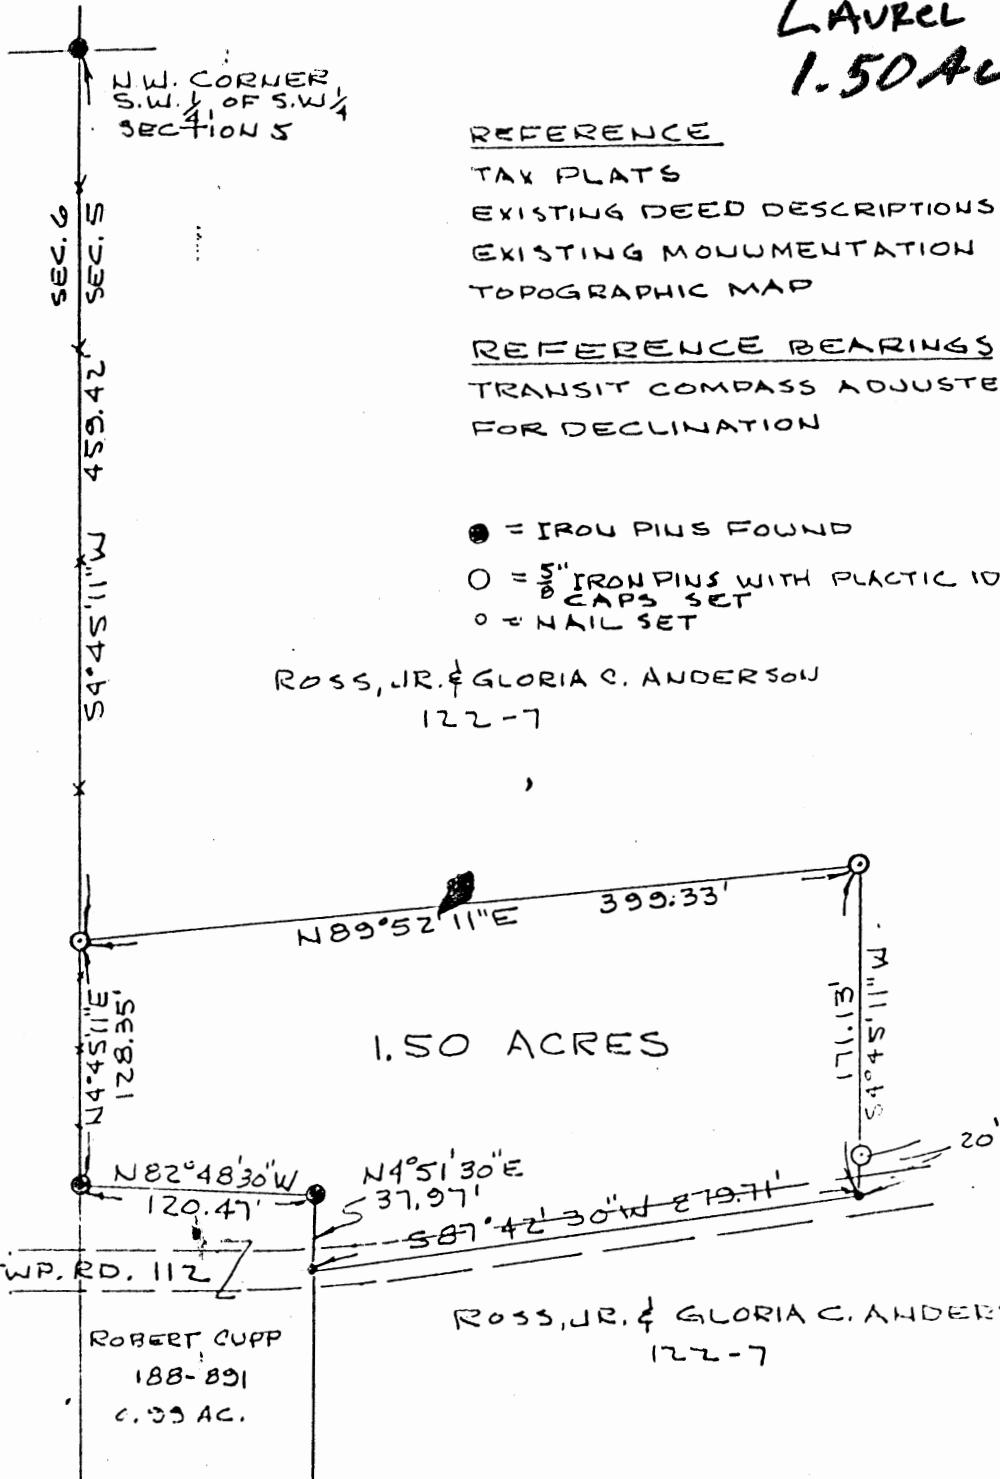 LAUREL
1.50 Ac
N.W. CORNER
S.W. 1/4 OF S.W 1/4
SECTION 5
REFERENCE
TAX PLATS
EXISTING DEED DESCRIPTIONS
EXISTING MONUMENTATION
TOPOGRAPHIC MAP
REFERENCE BEARINGS
TRANSIT COMPASS ADJUSTE
FOR DECLINATION
SEC. 6
SEC. 5
S4°45'11"W 459.42'
= IRON PINS FOUND
= 5/8" IRON PINS WITH PLACTIC ID
CAPS SET
= NAIL SET
ROSS, JR. & GLORIA C. ANDERSON
122-7
N89°52'11"E 399.33'
N4°45'11"E
128.35'
1.50 ACRES
171.13'
S4°45'11"W
20'
N82°48'30"W
120.47'
N4°51'30"E
37.97'
S87°42'30"W 279.71'
WP. RD. 112
ROBERT CUPP
188-891
AC.
ROSS, JR. & GLORIA C. ANDER
122-7